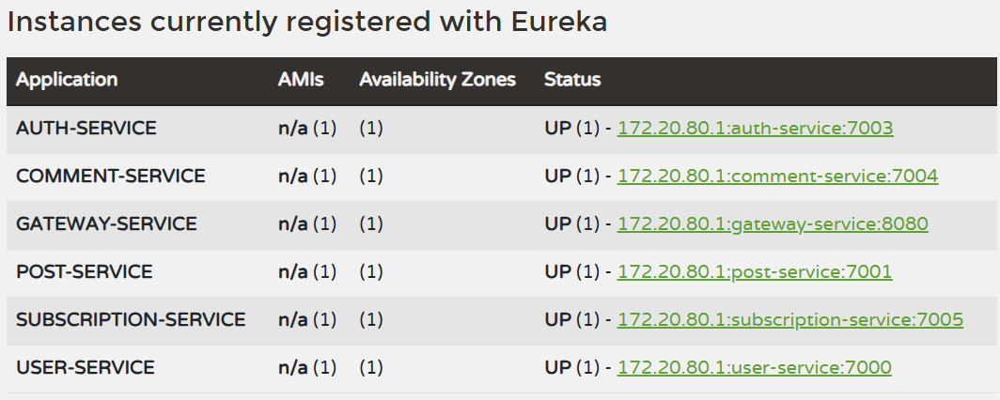 Instances currently registered with Eureka
Application AMIs Availability Zones Status
AUTH-SERVICE n/a (1) (1) UP (1) - 172.20.80.1:auth-service:7003
COMMENT-SERVICE n/a (1) (1) UP (1) - 172.20.80.1:comment-service:7004
GATEWAY-SERVICE n/a (1) (1) UP (1) - 172.20.80.1:gateway-service:8080
POST-SERVICE n/a (1) (1) UP (1) - 172.20.80.1:post-service:7001
SUBSCRIPTION-SERVICE n/a (1) (1) UP (1) - 172.20.80.1:subscription-service:7005
USER-SERVICE n/a (1) (1) UP (1) - 172.20.80.1:user-service:7000